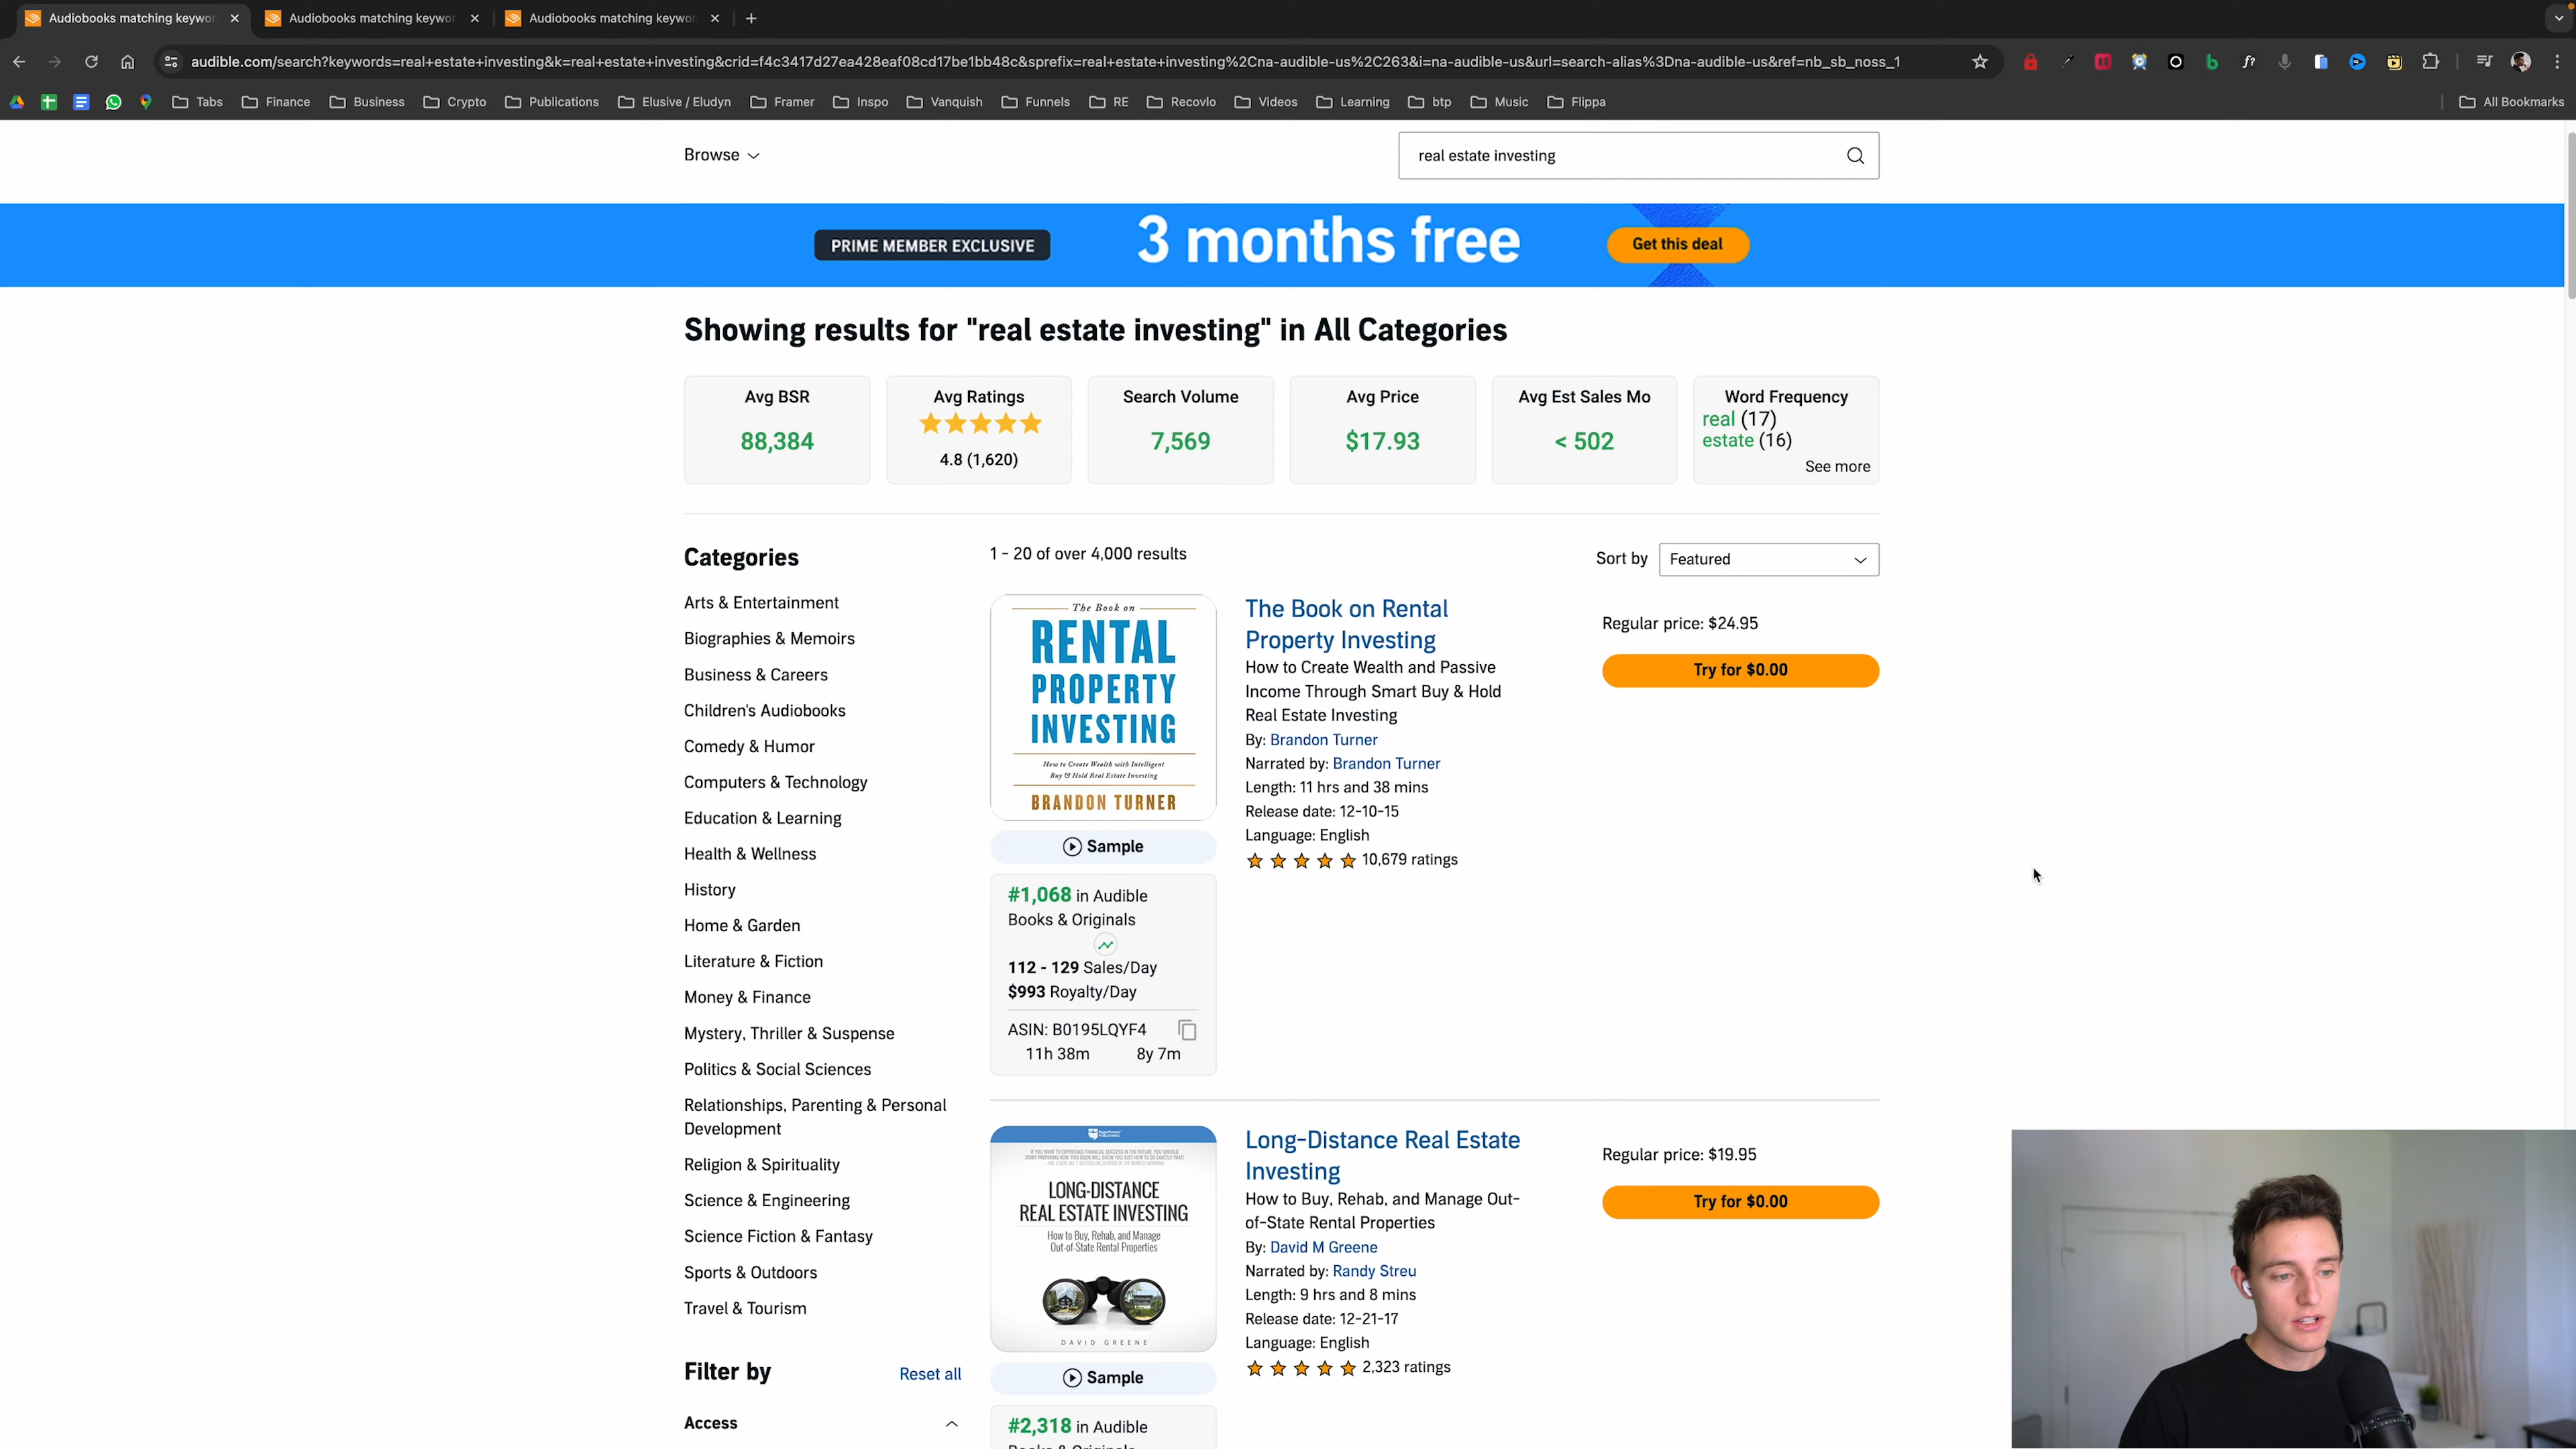 Audiobooks matching keywor
Audiobooks matching keywor
Audiobooks matching keywor
audible.com/search?keywords=real+estate+investing&k=real+estate+investing&crid=f4c3417d27ea428eaf08cd17be1bb48c&sprefix=real+estate+investing%2Cna-audible-us%2C263&i=na-audible-us&url=search-alias%3Dna-audible-us&ref=nb_sb_noss_1
Tabs Finance Business Crypto Publications Elusive / Eludyn Framer Inspo Vanquish Funnels RE Recovlo Videos Learning btp Music Flippa All Bookmarks
Browse
real estate investing
PRIME MEMBER EXCLUSIVE 3 months free Get this deal
Showing results for "real estate investing" in All Categories
Avg BSR
88,384
Avg Ratings
4.8 (1,620)
Search Volume
7,569
Avg Price
$17.93
Avg Est Sales Mo
< 502
Word Frequency
real (17)
estate (16)
See more
Categories
Arts & Entertainment
Biographies & Memoirs
Business & Careers
Children's Audiobooks
Comedy & Humor
Computers & Technology
Education & Learning
Health & Wellness
History
Home & Garden
Literature & Fiction
Money & Finance
Mystery, Thriller & Suspense
Politics & Social Sciences
Relationships, Parenting & Personal
Development
Religion & Spirituality
Science & Engineering
Science Fiction & Fantasy
Sports & Outdoors
Travel & Tourism
Filter by Reset all
Access
1 - 20 of over 4,000 results
Sort by Featured
The Book on
RENTAL
PROPERTY
INVESTING
How to Create Wealth with Intelligent
Buy & Hold Real Estate Investing
BRANDON TURNER
Sample
#1,068 in Audible
Books & Originals
112 - 129 Sales/Day
$993 Royalty/Day
ASIN: B0195LQYF4
11h 38m 8y 7m
The Book on Rental
Property Investing
How to Create Wealth and Passive
Income Through Smart Buy & Hold
Real Estate Investing
By: Brandon Turner
Narrated by: Brandon Turner
Length: 11 hrs and 38 mins
Release date: 12-10-15
Language: English
10,679 ratings
Regular price: $24.95
Try for $0.00
LONG-DISTANCE
REAL ESTATE INVESTING
How to Buy, Rehab, and Manage
Out-of-State Rental Properties
DAVID GREENE
Sample
#2,318 in Audible
Books & Originals
Long-Distance Real Estate
Investing
How to Buy, Rehab, and Manage Out-
of-State Rental Properties
By: David M Greene
Narrated by: Randy Streu
Length: 9 hrs and 8 mins
Release date: 12-21-17
Language: English
2,323 ratings
Regular price: $19.95
Try for $0.00